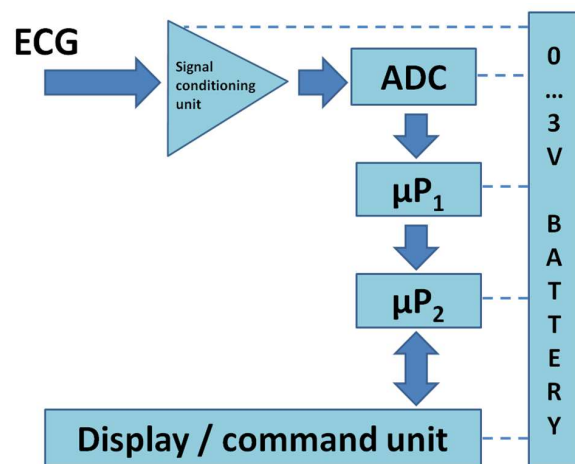 ECG
Signal
conditioning
unit
ADC
µP1
µP2
Display / command unit
0
...
3
V
B
A
T
T
E
R
Y